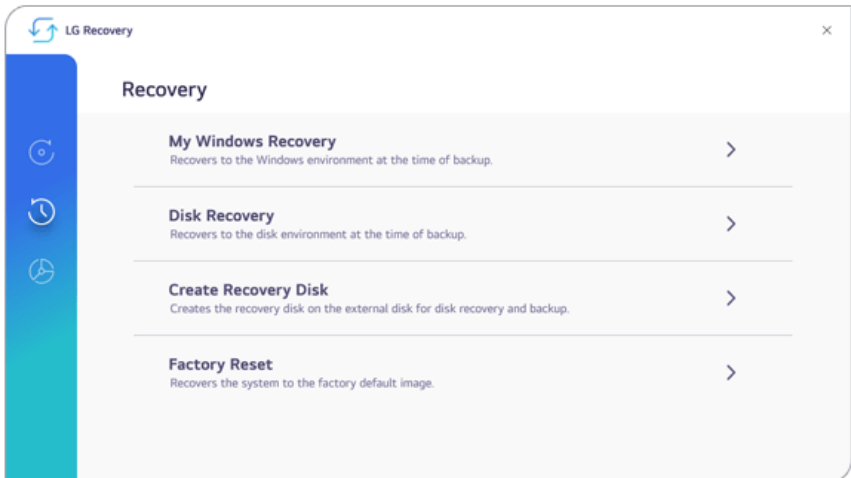 LG Recovery
Recovery
My Windows Recovery
Recovers to the Windows environment at the time of backup.
Disk Recovery
Recovers to the disk environment at the time of backup.
Create Recovery Disk
Creates the recovery disk on the external disk for disk recovery and backup.
Factory Reset
Recovers the system to the factory default image.